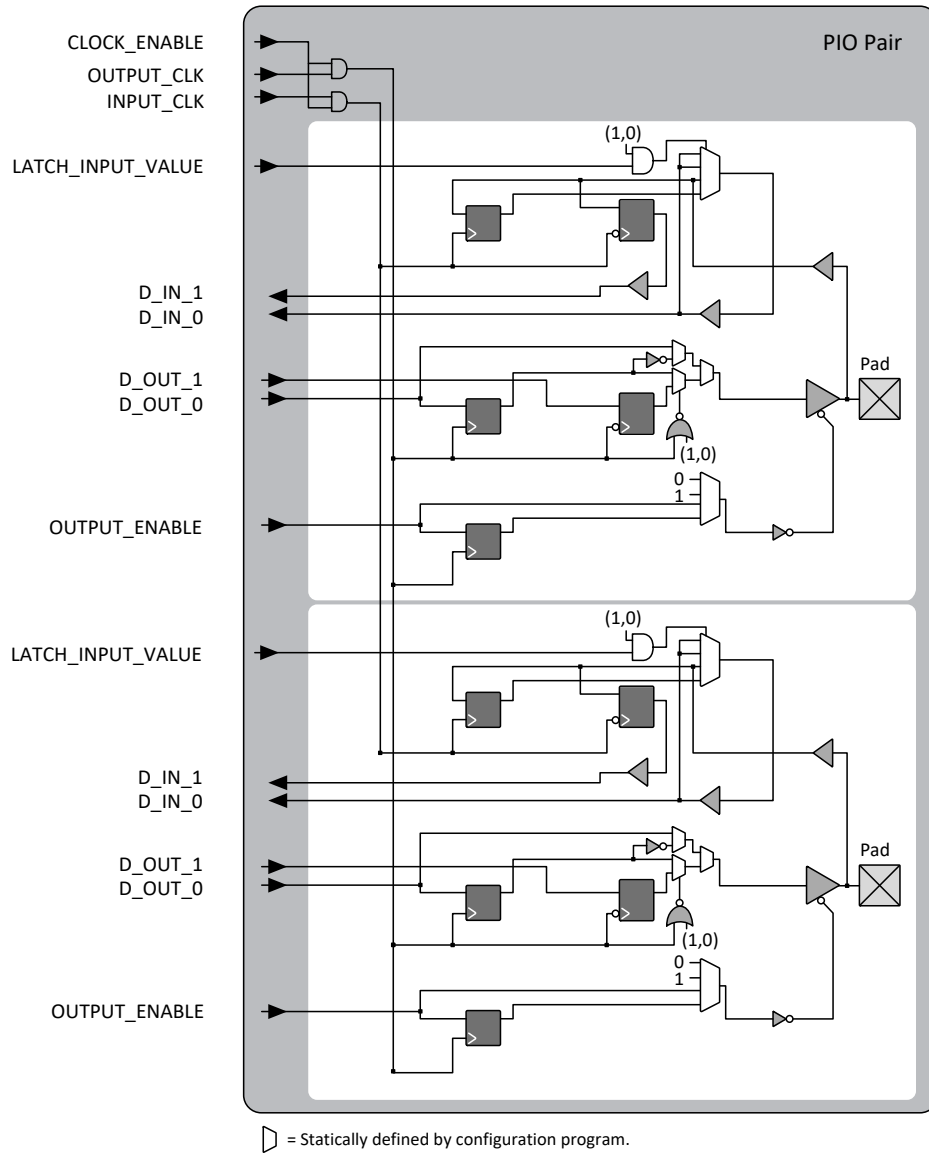 PIO Pair
CLOCK_ENABLE
OUTPUT_CLK
INPUT_CLK
(1,0)
LATCH_INPUT_VALUE
D_IN_1
D_IN_0
Pad
D_OUT_1
D_OUT_0
(1,0)
0
1
OUTPUT_ENABLE
(1,0)
LATCH_INPUT_VALUE
D_IN_1
D_IN_0
Pad
D_OUT_1
D_OUT_0
(1,0)
0
1
OUTPUT_ENABLE
= Statically defined by configuration program.